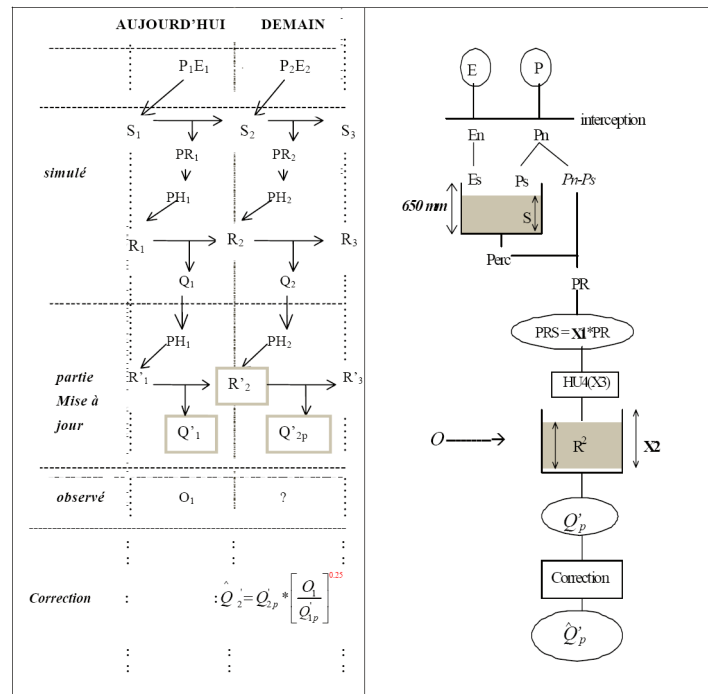 AUJOURD'HUI DEMAIN
P1E1 P2E2
S1 S2 S3
PR1 PR2
simulé
PH1 PH2
R1 R2 R3
Q1 Q2
PH1 PH2
partie
Mise à
jour
R'1 R'2 R'3
Q'1 Q'2p
observé O1 ?
Correction : : Q̂'2 = Q'2p * [O1 / Q'1p]^0.25
E P
interception
En Pn
Es Ps Pn-Ps
650 mm
S
Perc
PR
PRS = X1*PR
HU4(X3)
O
R2
X2
Q'p
Correction
Q̂'p